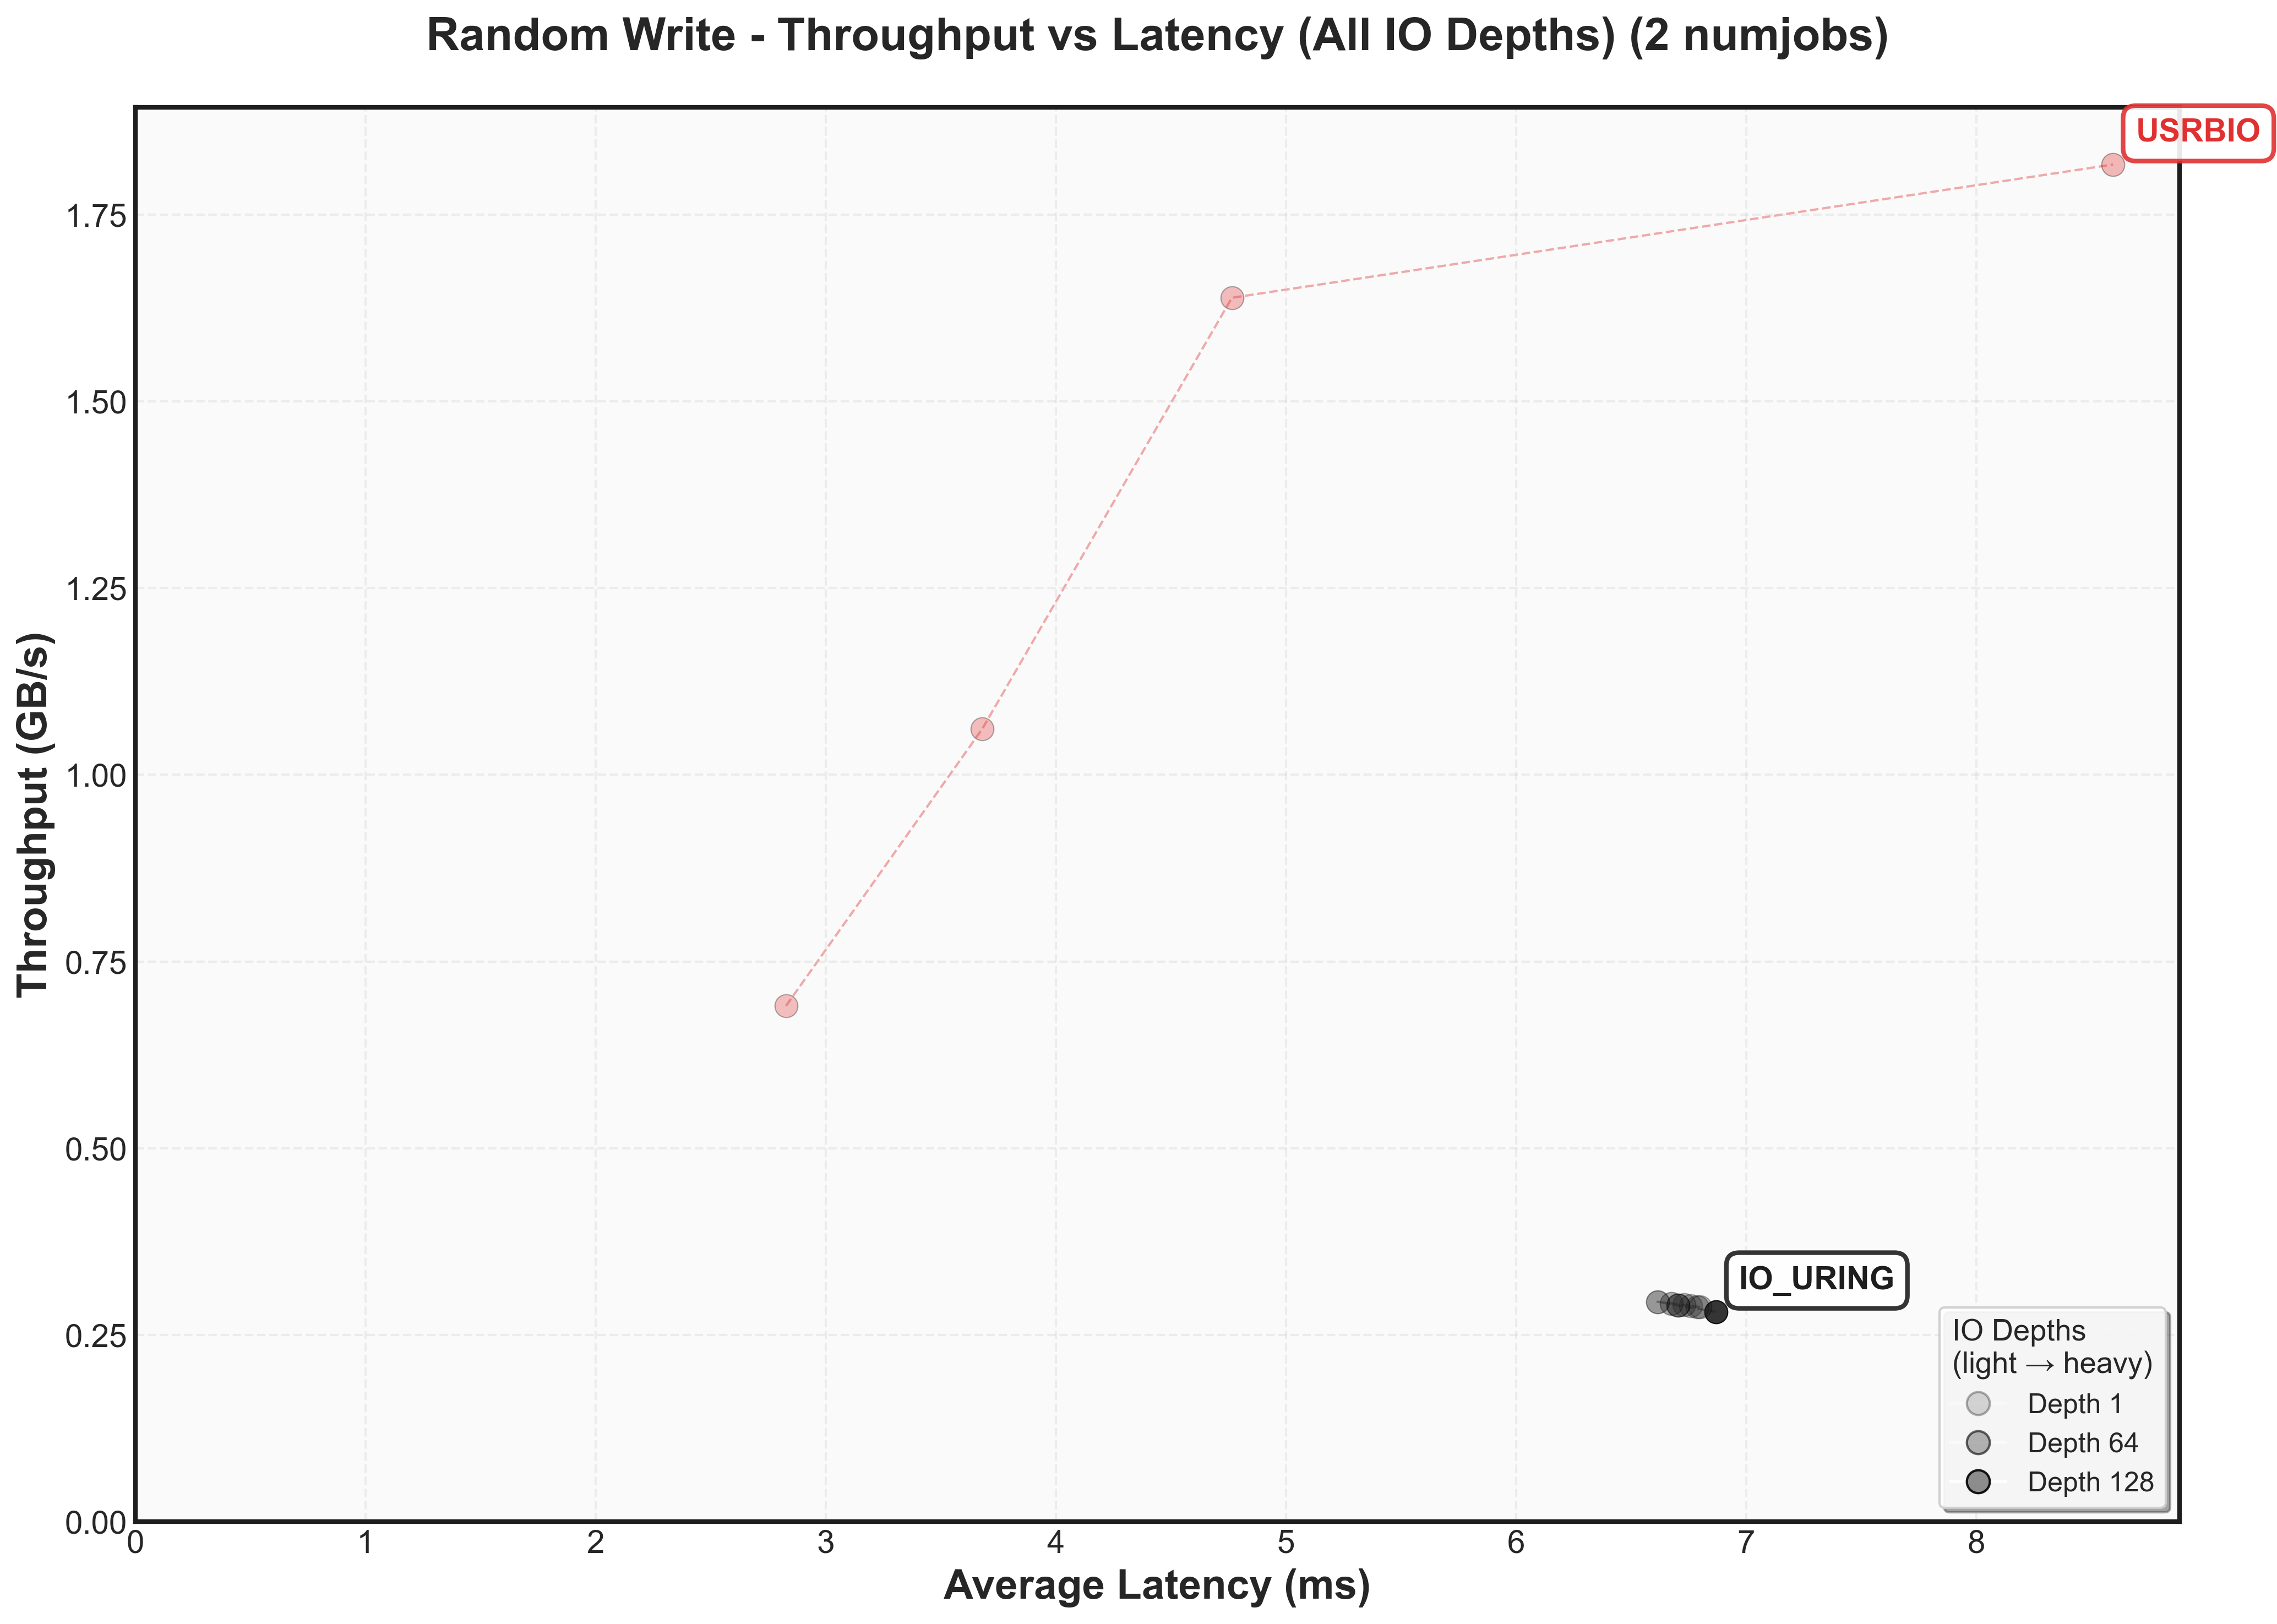 Random Write - Throughput vs Latency (All IO Depths) (2 numjobs)
USRBIO
1.75
1.50
1.25
1.00
0.75
0.50
0.25
0.00
Throughput (GB/s)
IO_URING
IO Depths
(light → heavy)
Depth 1
Depth 64
Depth 128
0 1 2 3 4 5 6 7 8
Average Latency (ms)